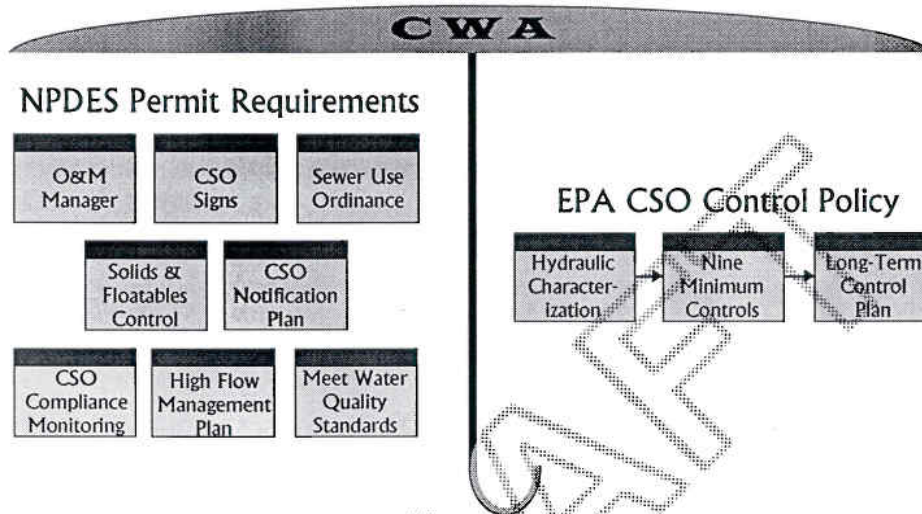 CWA
NPDES Permit Requirements
O&M
Manager
CSO
Signs
Sewer Use
Ordinance
Solids &
Floatables
Control
CSO
Notification
Plan
CSO
Compliance
Monitoring
High Flow
Management
Plan
Meet Water
Quality
Standards
EPA CSO Control Policy
Hydraulic
Character-
ization
Nine
Minimum
Controls
Long-Term
Control
Plan